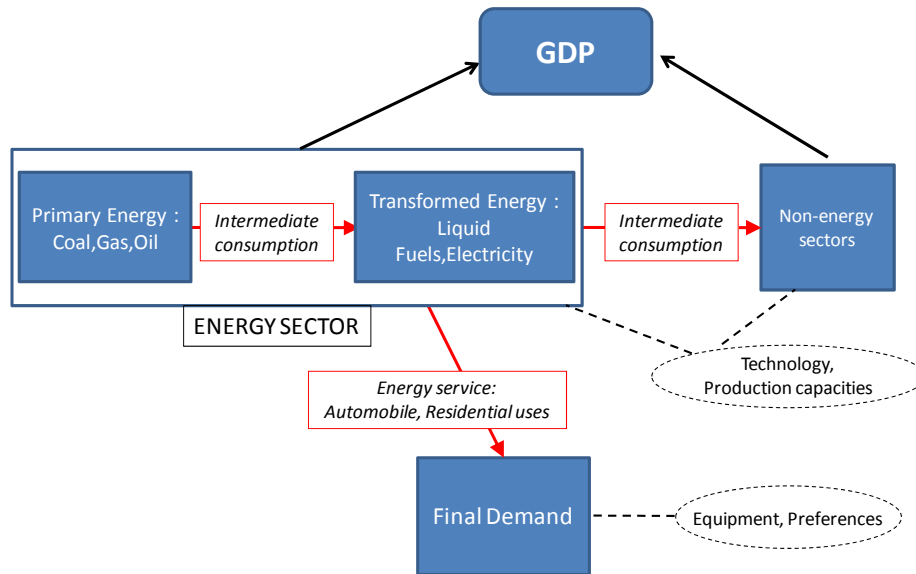 GDP
Primary Energy :
Coal,Gas,Oil
Intermediate
consumption
Transformed Energy :
Liquid
Fuels,Electricity
Intermediate
consumption
Non-energy
sectors
ENERGY SECTOR
Technology,
Production capacities
Energy service:
Automobile, Residential uses
Final Demand
Equipment, Preferences